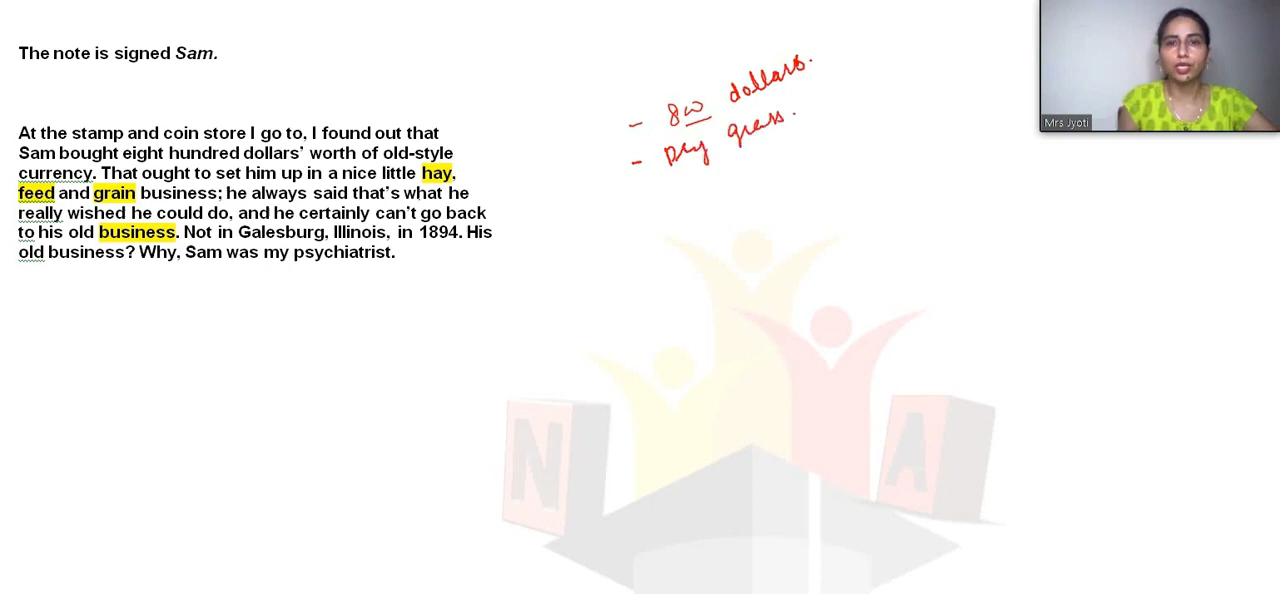 The note is signed Sam.
At the stamp and coin store I go to, I found out that
Sam bought eight hundred dollars' worth of old-style
currency. That ought to set him up in a nice little hay,
feed and grain business; he always said that's what he
really wished he could do, and he certainly can't go back
to his old business. Not in Galesburg, Illinois, in 1894. His
old business? Why, Sam was my psychiatrist.
- 800 dollars.
- Dry grass.
Mrs Jyoti
N
A